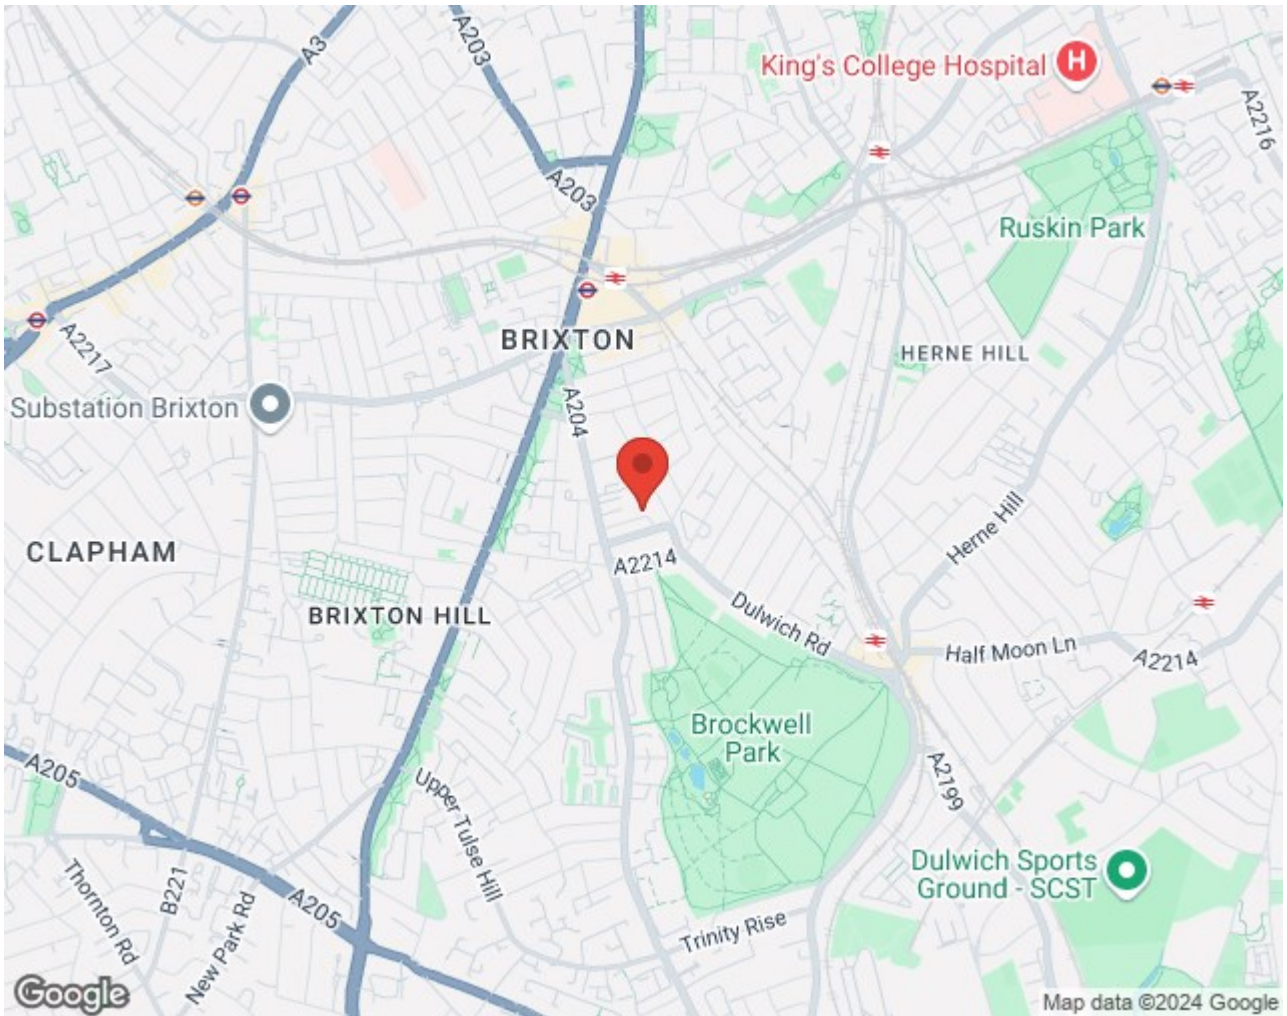 A3
A203
King's College Hospital
H
A2216
A203
Ruskin Park
A2217
BRIXTON
HERNE HILL
Substation Brixton
A204
CLAPHAM
Herne Hill
A2214
BRIXTON HILL
Dulwich Rd
Half Moon Ln
A2214
Brockwell
Park
A205
Upper Tulse Hill
A2199
Dulwich Sports
Ground - SCST
Thornton Rd
B221
New Park Rd
A205
Trinity Rise
Google
Map data ©2024 Google